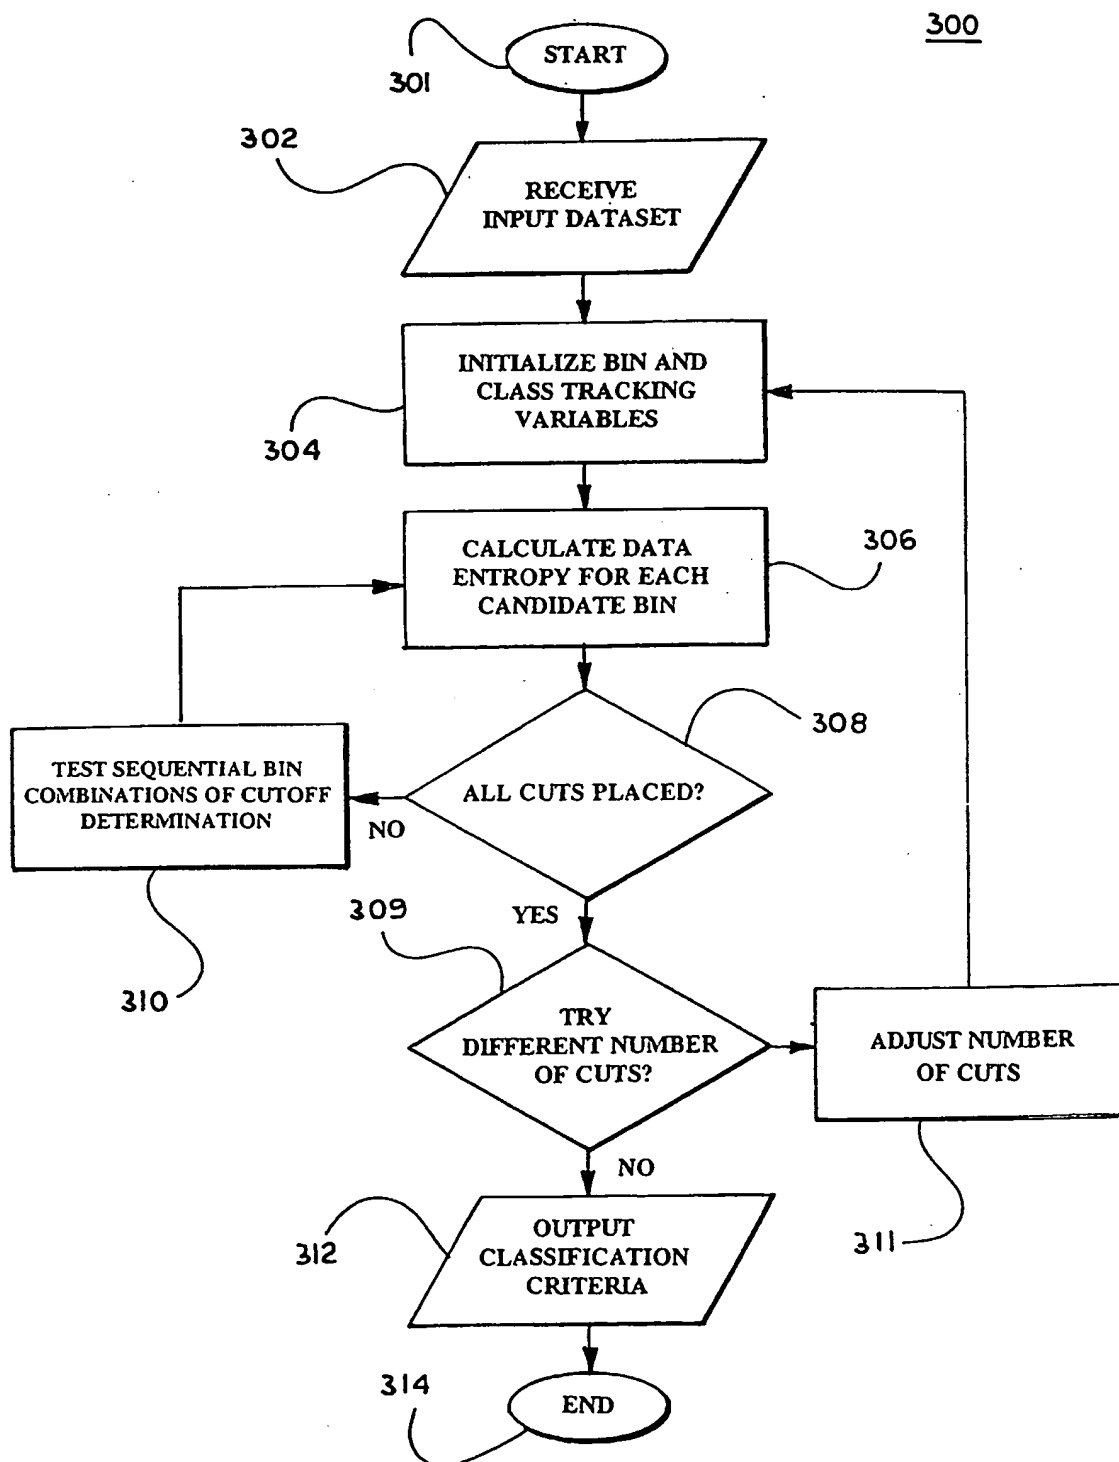 300
START
301
302
RECEIVE
INPUT DATASET
INITIALIZE BIN AND
CLASS TRACKING
VARIABLES
304
CALCULATE DATA
ENTROPY FOR EACH
CANDIDATE BIN
306
308
ALL CUTS PLACED?
TEST SEQUENTIAL BIN
COMBINATIONS OF CUTOFF
DETERMINATION
NO
310
YES
309
TRY
DIFFERENT NUMBER
OF CUTS?
ADJUST NUMBER
OF CUTS
311
NO
OUTPUT
CLASSIFICATION
CRITERIA
312
END
314